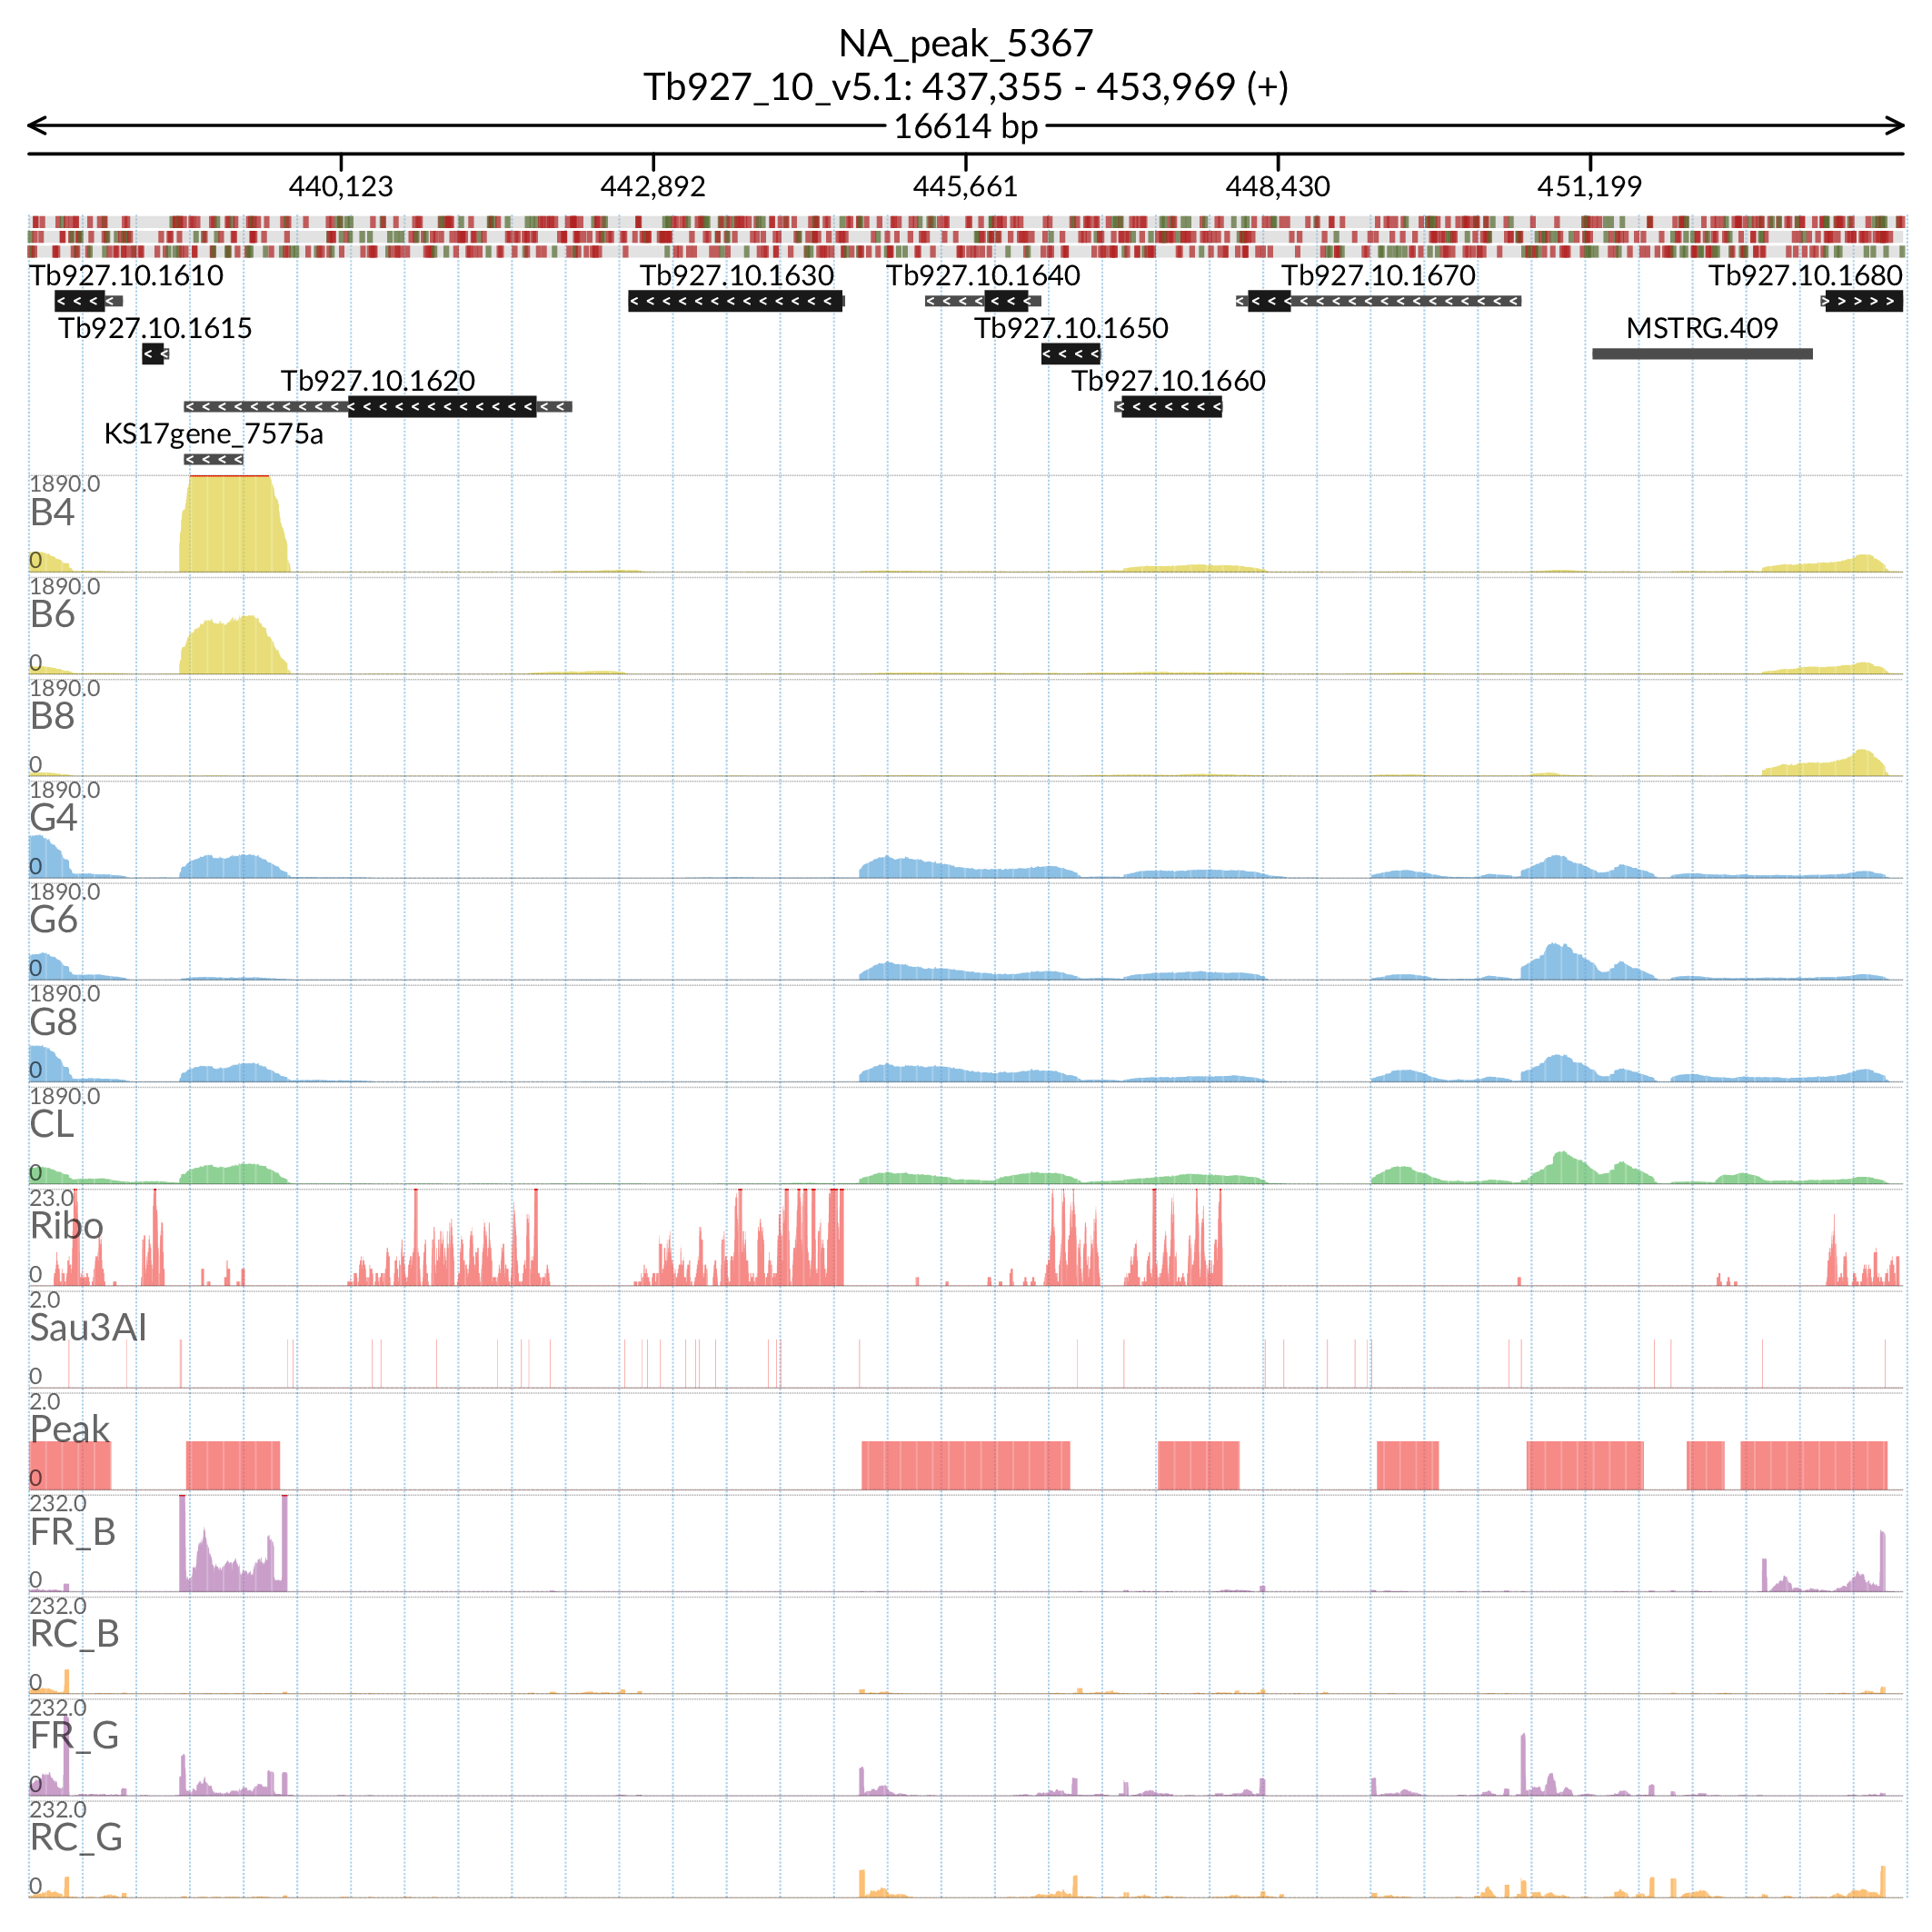 NA_peak_5367
Tb927_10_v5.1: 437,355 - 453,969 (+)
16614 bp
440,123 442,892 445,661 448,430 451,199
Tb927.10.1610 Tb927.10.1630 Tb927.10.1640 Tb927.10.1670 Tb927.10.1680
Tb927.10.1615 Tb927.10.1650 MSTRG.409
Tb927.10.1620 Tb927.10.1660
KS17gene_7575a
1890.0
B4
0
1890.0
B6
0
1890.0
B8
0
1890.0
G4
0
1890.0
G6
0
1890.0
G8
0
1890.0
CL
0
23.0
Ribo
0
2.0
Sau3AI
0
2.0
Peak
0
232.0
FR_B
0
232.0
RC_B
0
232.0
FR_G
0
232.0
RC_G
0